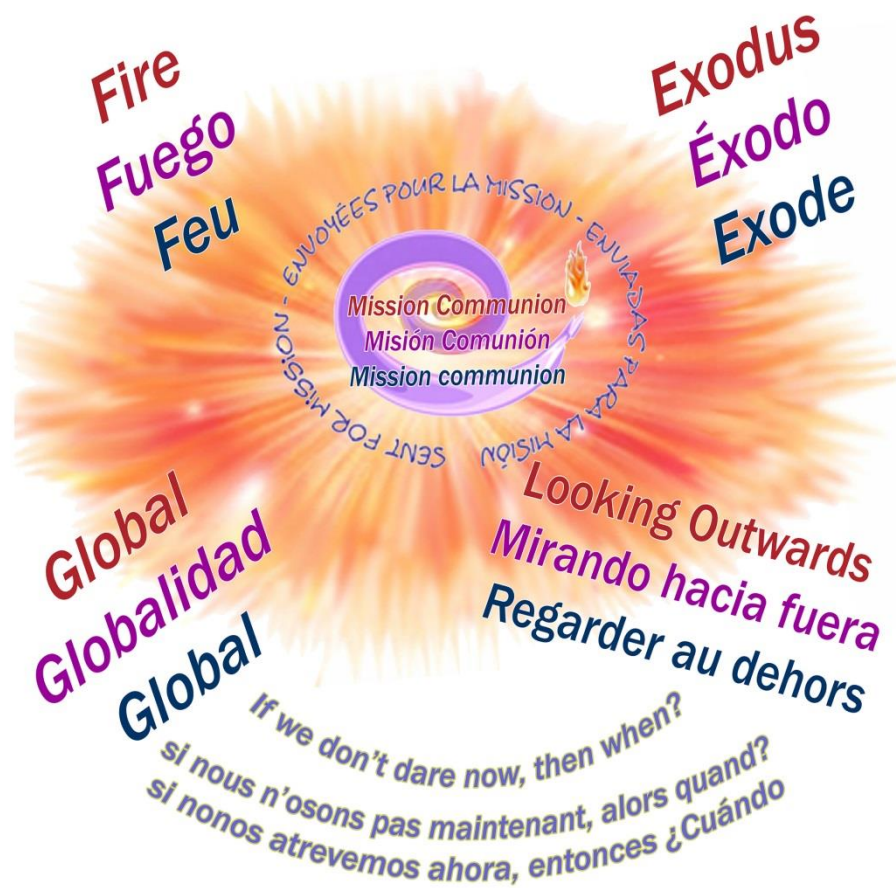 Fire
Fuego
Feu
Exodus
Éxodo
Exode
SENT FOR MISSION - ENVOYÉES POUR LA MISSION - ENVIADAS PARA LA MISIÓN
Mission Communion
Misión Comunión
Mission communion
Global
Globalidad
Global
Looking Outwards
Mirando hacia fuera
Regarder au dehors
If we don't dare now, then when?
si nous n'osons pas maintenant, alors quand?
si nonos atrevemos ahora, entonces ¿Cuándo